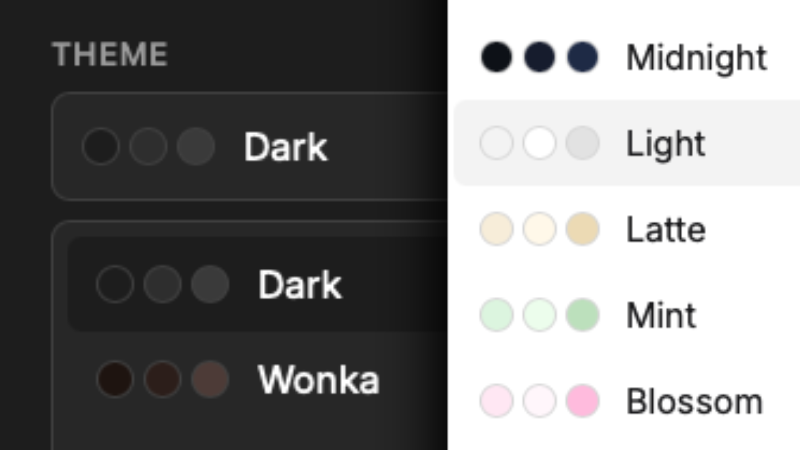 THEME
Dark
Dark
Wonka
Midnight
Light
Latte
Mint
Blossom